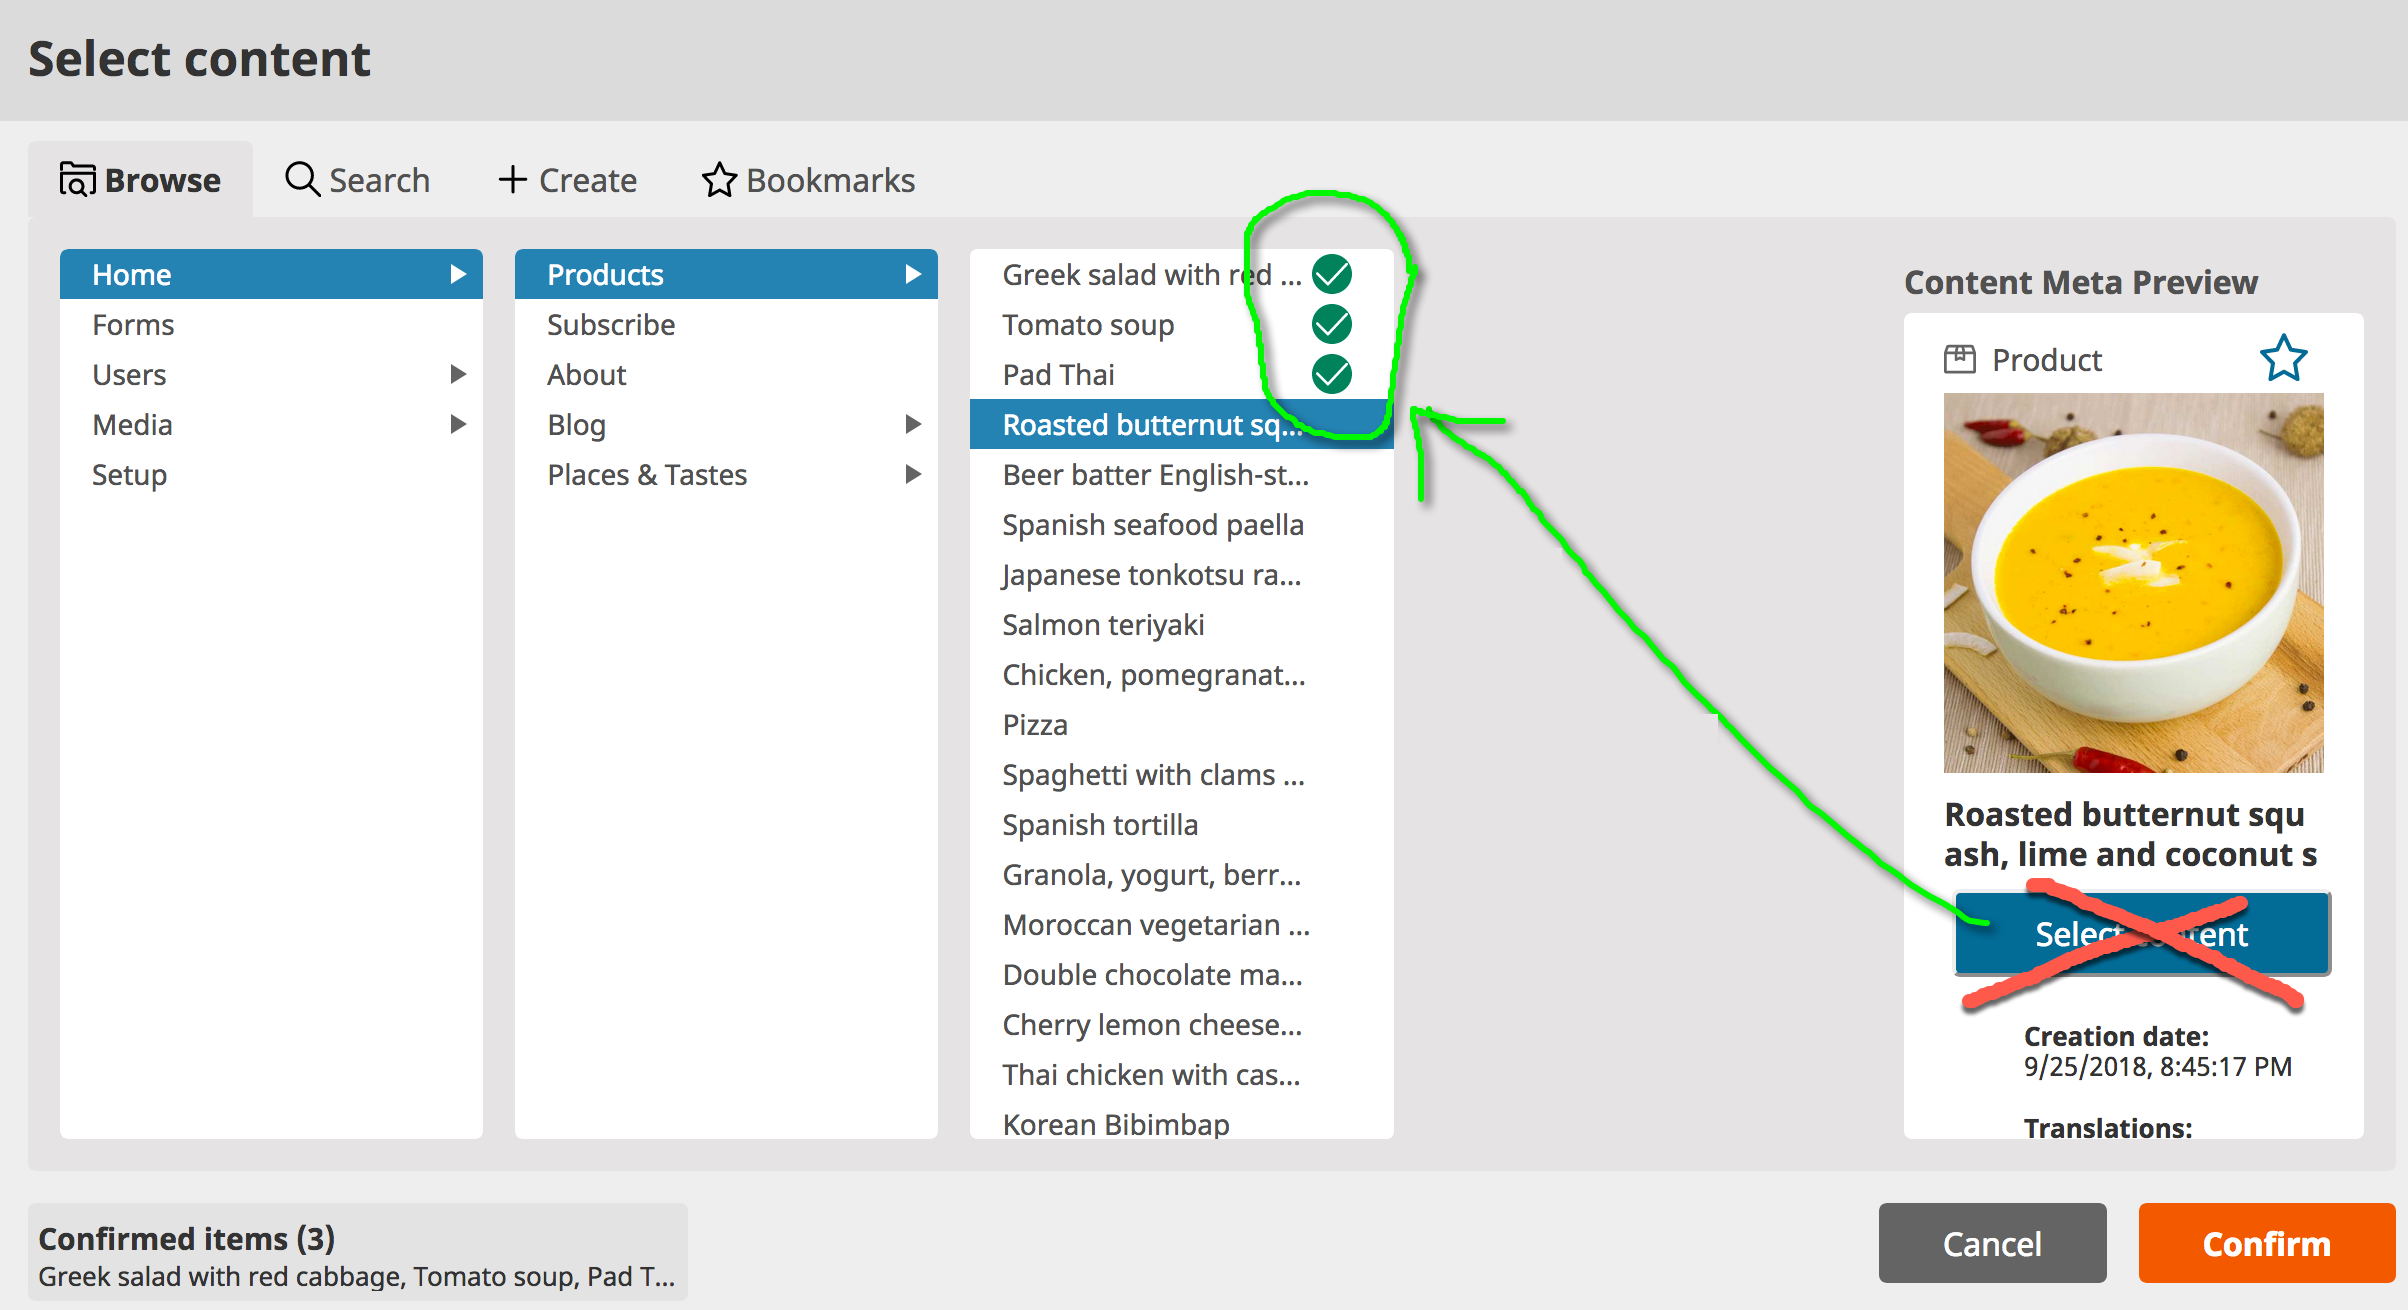 Select content
Browse
Search
Create
Bookmarks
Home
Forms
Users
Media
Setup
Products
Subscribe
About
Blog
Places & Tastes
Greek salad with red ...
Tomato soup
Pad Thai
Roasted butternut sq...
Beer batter English-st...
Spanish seafood paella
Japanese tonkotsu ra...
Salmon teriyaki
Chicken, pomegranat...
Pizza
Spaghetti with clams ...
Spanish tortilla
Granola, yogurt, berr...
Moroccan vegetarian ...
Double chocolate ma...
Cherry lemon cheese...
Thai chicken with cas...
Korean Bibimbap
Content Meta Preview
Product
Roasted butternut squ
ash, lime and coconut s
Select content
Creation date:
9/25/2018, 8:45:17 PM
Translations:
Confirmed items (3)
Greek salad with red cabbage, Tomato soup, Pad T...
Cancel
Confirm